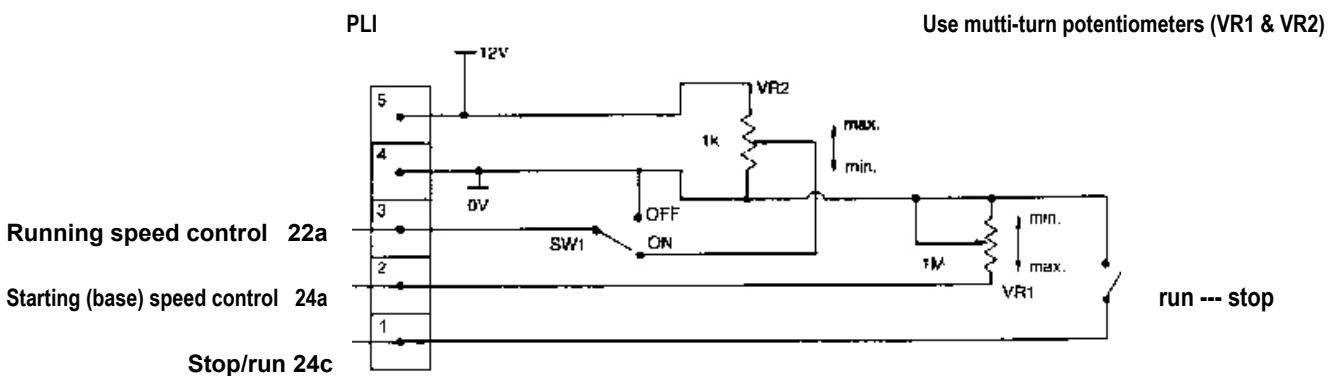 PLI
Use mutti-turn potentiometers (VR1 & VR2)
12V
5
VR2
1k
max.
min.
4
0V
3
OFF
Running speed control 22a
SW1
ON
min.
2
1M
max.
Starting (base) speed control 24a
VR1
run --- stop
1
Stop/run 24c